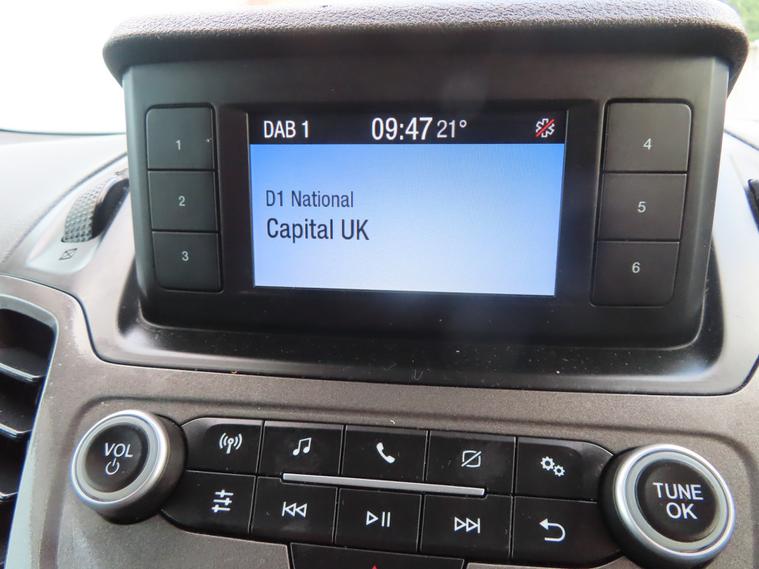 DAB 1 09:47 21°
D1 National
Capital UK
1
2
3
4
5
6
VOL
TUNE
OK